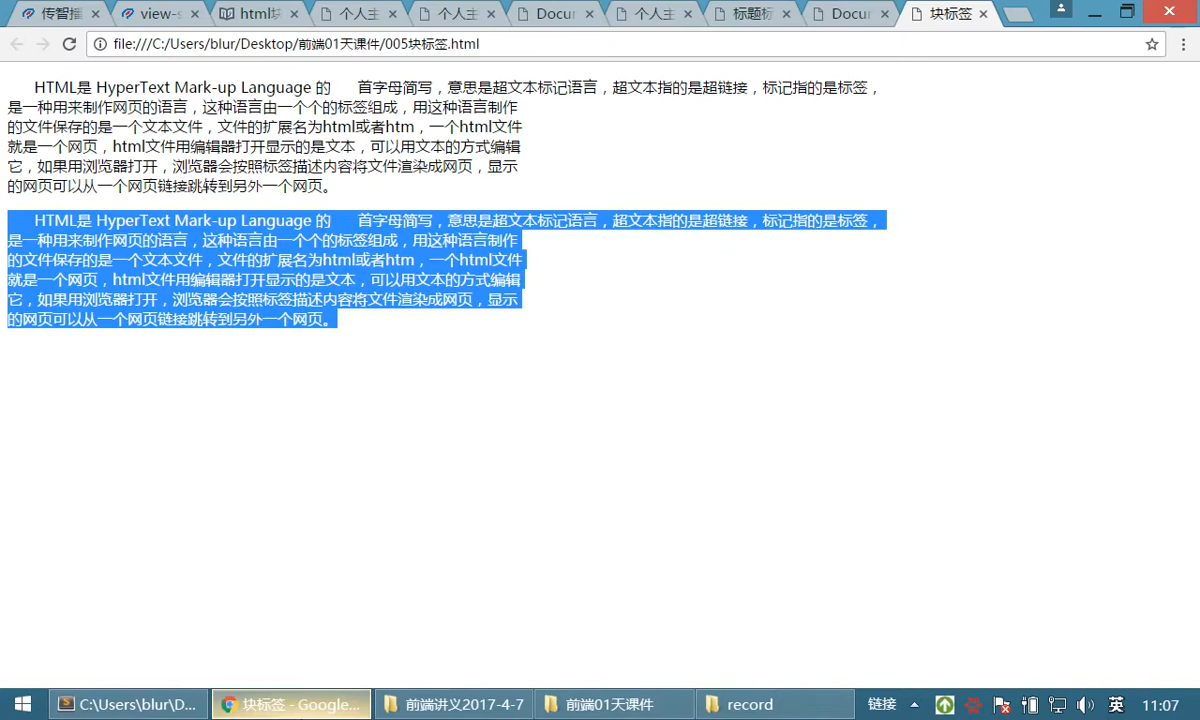 传智播
view-s
html块
个人主
个人主
Docum
个人主
标题标
Docum
块标签
file:///C:/Users/blur/Desktop/前端01天课件/005块标签.html
HTML是 HyperText Mark-up Language 的 首字母简写，意思是超文本标记语言，超文本指的是超链接，标记指的是标签，
是一种用来制作网页的语言，这种语言由一个个的标签组成，用这种语言制作
的文件保存的是一个文本文件，文件的扩展名为html或者htm，一个html文件
就是一个网页，html文件用编辑器打开显示的是文本，可以用文本的方式编辑
它，如果用浏览器打开，浏览器会按照标签描述内容将文件渲染成网页，显示
的网页可以从一个网页链接跳转到另外一个网页。
HTML是 HyperText Mark-up Language 的 首字母简写，意思是超文本标记语言，超文本指的是超链接，标记指的是标签，
是一种用来制作网页的语言，这种语言由一个个的标签组成，用这种语言制作
的文件保存的是一个文本文件，文件的扩展名为html或者htm，一个html文件
就是一个网页，html文件用编辑器打开显示的是文本，可以用文本的方式编辑
它，如果用浏览器打开，浏览器会按照标签描述内容将文件渲染成网页，显示
的网页可以从一个网页链接跳转到另外一个网页。
C:\Users\blur\D...
块标签 - Google...
前端讲义2017-4-7
前端01天课件
record
链接
英
11:07